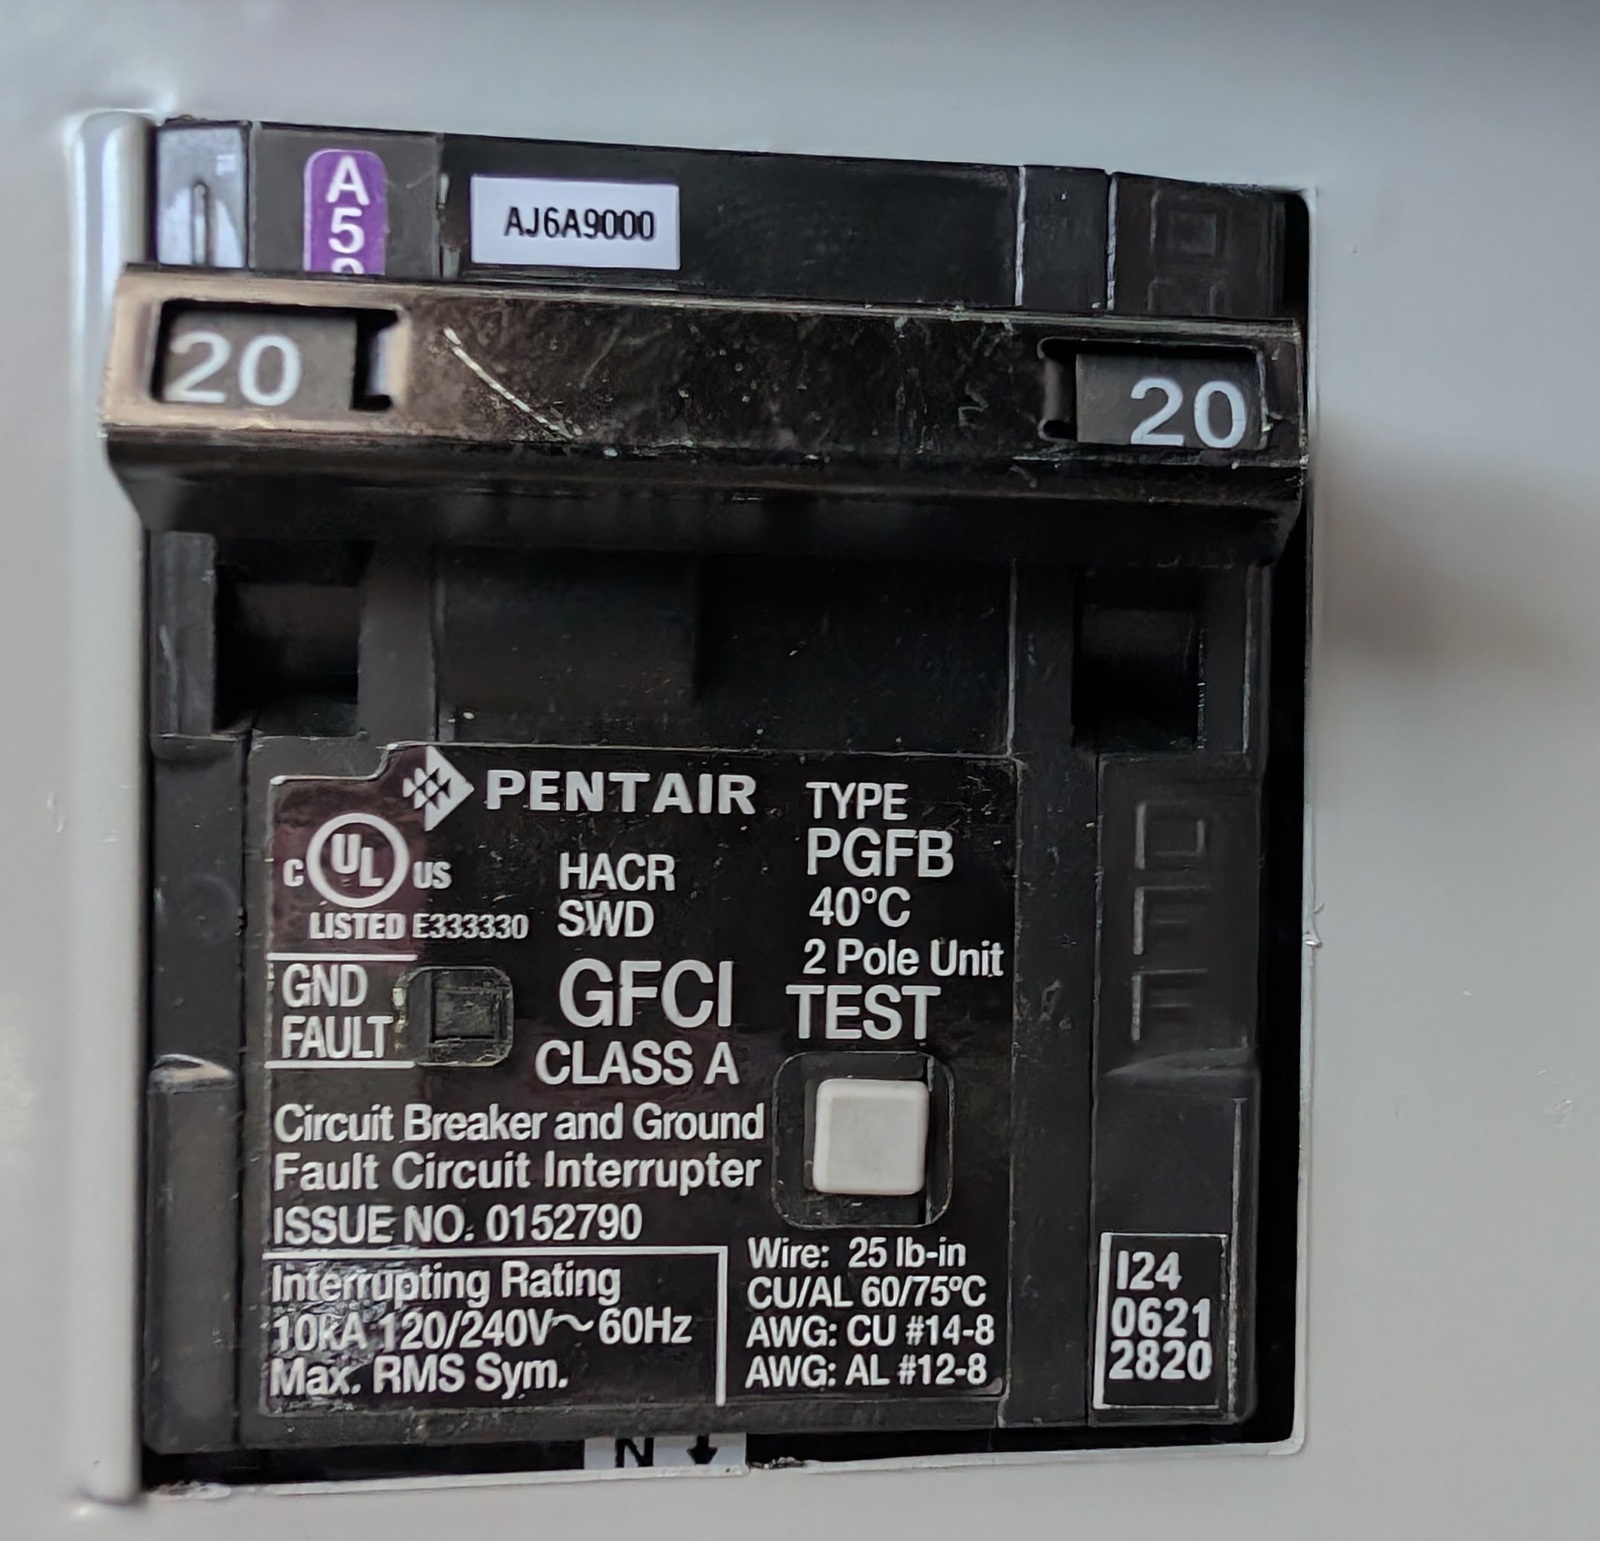 A
5
AJ6A9000
20
20
PENTAIR
TYPE
PGFB
40°C
2 Pole Unit
C UL US
LISTED E333330
HACR
SWD
GND
FAULT
GFCI
CLASS A
TEST
Circuit Breaker and Ground
Fault Circuit Interrupter
ISSUE NO. 0152790
Interrupting Rating
10kA 120/240V~60Hz
Max. RMS Sym.
Wire: 25 lb-in
CU/AL 60/75ºC
AWG: CU #14-8
AWG: AL #12-8
I24
0621
2820
N